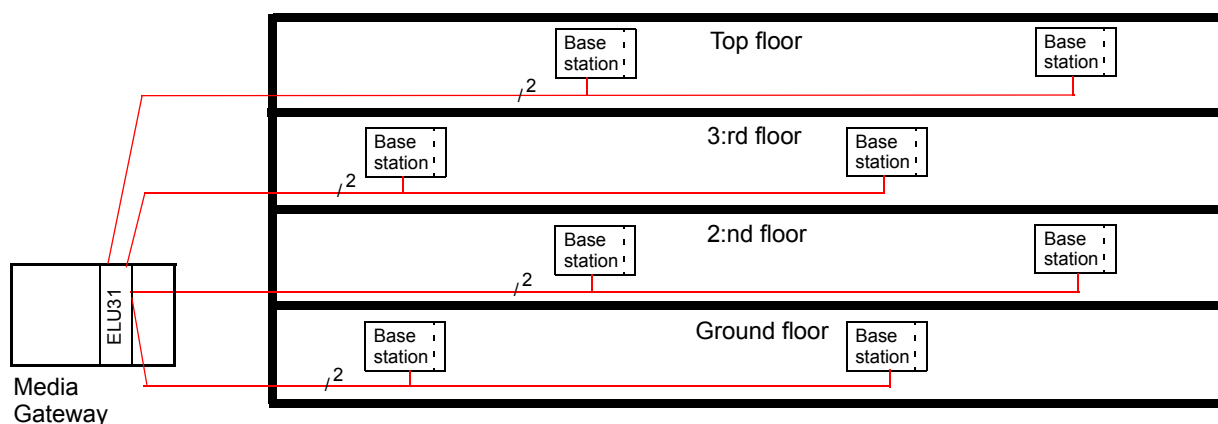 Base
station
Top floor
Base
station
2
Base
station
3:rd floor
Base
station
2
Base
station
2:nd floor
Base
station
2
ELU31
Base
station
Ground floor
Base
station
2
Media
Gateway